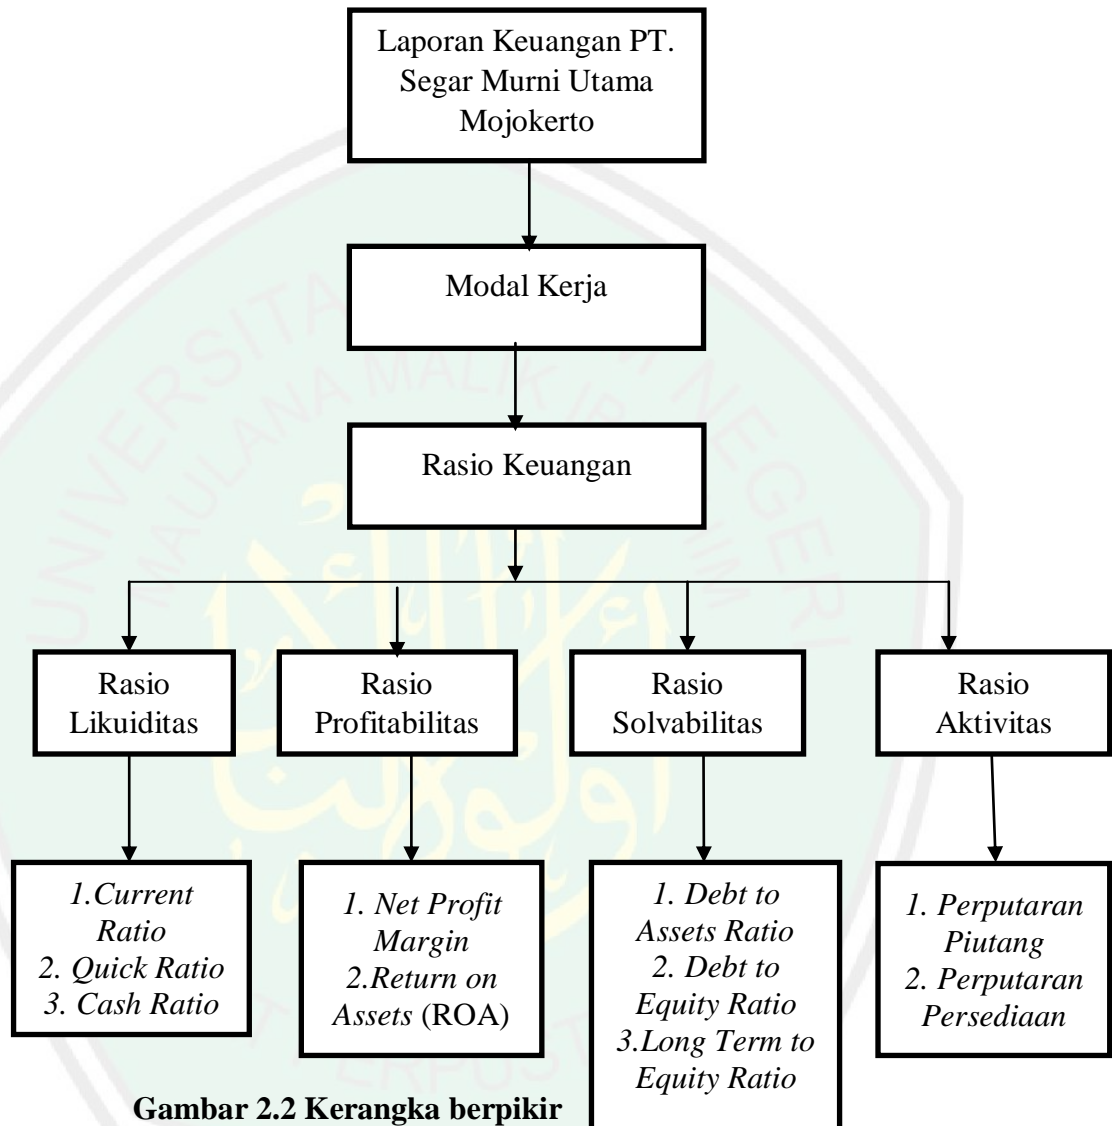 Laporan Keuangan PT.
Segar Murni Utama
Mojokerto
Modal Kerja
Rasio Keuangan
Rasio
Likuiditas
Rasio
Profitabilitas
Rasio
Solvabilitas
Rasio
Aktivitas
1.Current
Ratio
2. Quick Ratio
3. Cash Ratio
1. Net Profit
Margin
2.Return on
Assets (ROA)
1. Debt to
Assets Ratio
2. Debt to
Equity Ratio
3.Long Term to
Equity Ratio
1. Perputaran
Piutang
2. Perputaran
Persediaan
Gambar 2.2 Kerangka berpikir
MAULANA MALIK